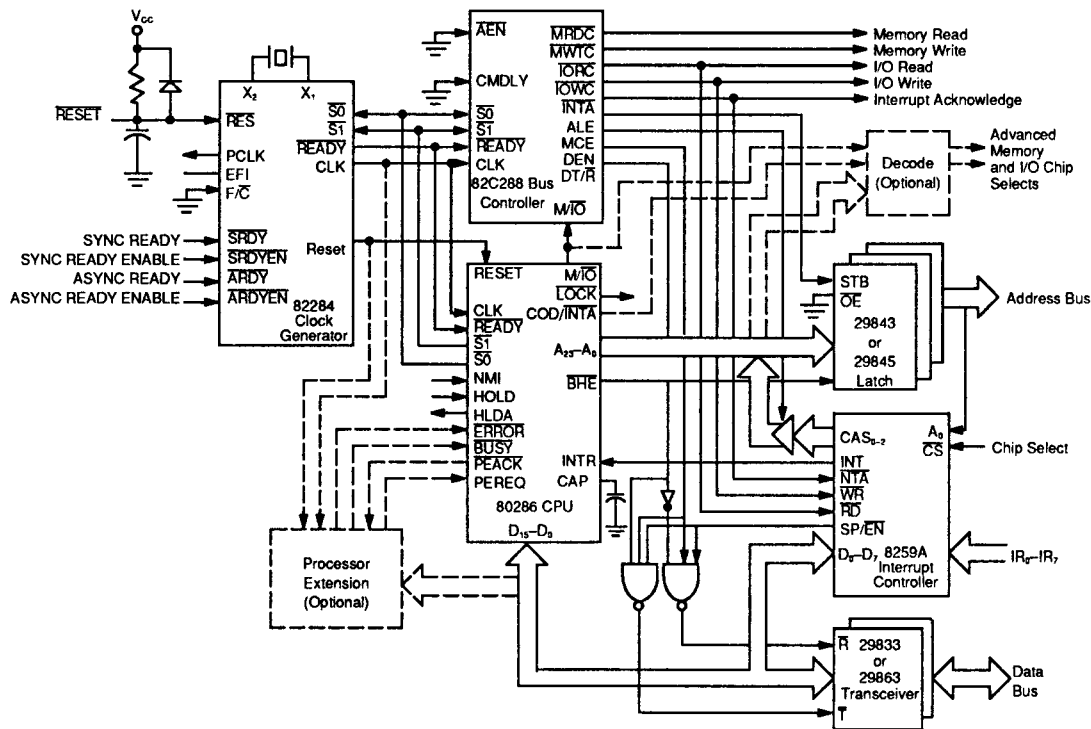 V_CC
RESET̅
X₂ X₁
RES̅
PCLK
EFI
F/C̅
S0̅
S1̅
READY̅
CLK
SYNC READY
SYNC READY ENABLE
ASYNC READY
ASYNC READY ENABLE
SRDY̅
SRDYEN̅
ARDY̅
ARDYEN̅
Reset
82284
Clock
Generator
AEN̅
CMDLY
S0̅
S1̅
READY̅
CLK
82C288 Bus
Controller
MRDC̅
MWTC̅
IORC̅
IOWC̅
INTA̅
ALE
MCE
DEN
DT/R̅
M/IO̅
Memory Read
Memory Write
I/O Read
I/O Write
Interrupt Acknowledge
Decode
(Optional)
Advanced
Memory
and I/O Chip
Selects
RESET
CLK
READY̅
S1̅
S0̅
NMI
HOLD
HLDA
ERROR̅
BUSY̅
PEACK̅
PEREQ
M/IO̅
LOCK̅
COD/INTA̅
A₂₃–A₀
BHE̅
INTR
CAP
80286 CPU
D₁₅–D₀
STB
OE̅
29843
or
29845
Latch
Address Bus
CAS₀₋₂
INT
NTA̅
WR̅
RD̅
SP/EN̅
D₀–D₇
A₀
CS̅
8259A
Interrupt
Controller
Chip Select
IR₀–IR₇
Processor
Extension
(Optional)
R̅
29833
or
29863
Transceiver
T̅
Data
Bus